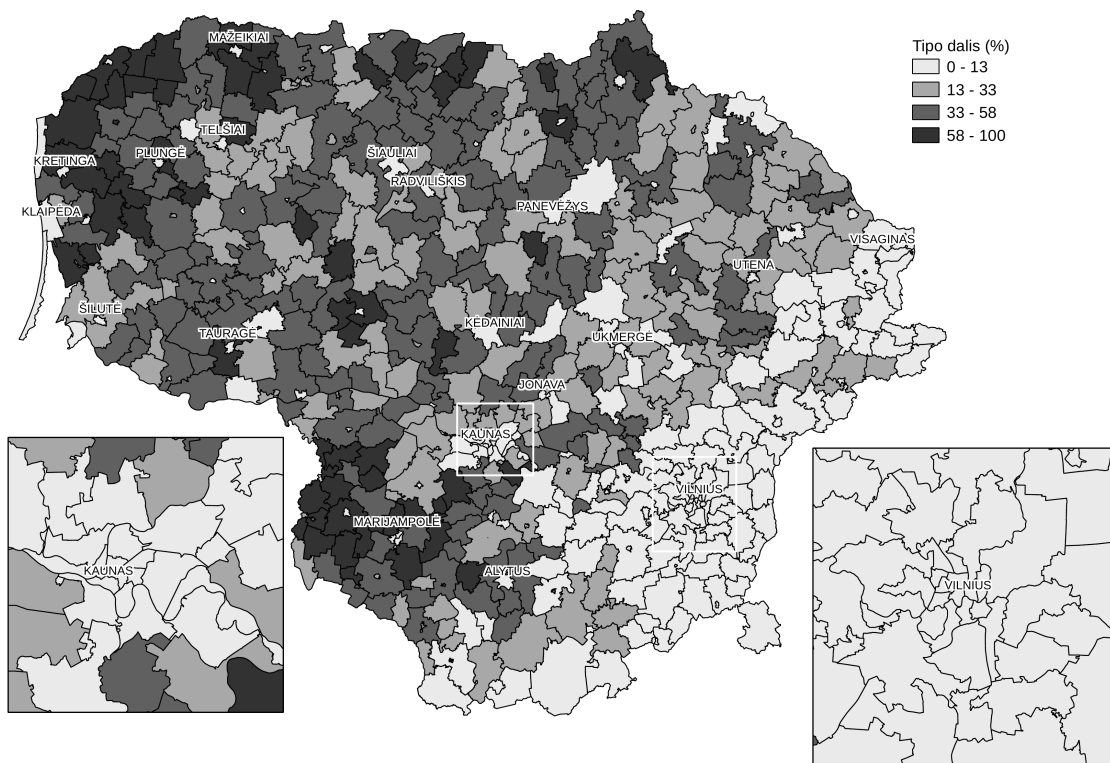 Tipo dalis (%)
0 - 13
13 - 33
33 - 58
58 - 100
MAŽEIKIAI
TELŠIAI
PLUNGĖ
KRETINGA
ŠIAULIAI
RADVILIŠKIS
PANEVĖŽYS
KLAIPĖDA
VISAGINAS
UTENA
ŠILUTĖ
TAURAGĖ
KĖDAINIAI
UKMERGĖ
JONAVA
KAUNAS
VILNIUS
MARIJAMPOLĖ
ALYTUS
KAUNAS
VILNIUS